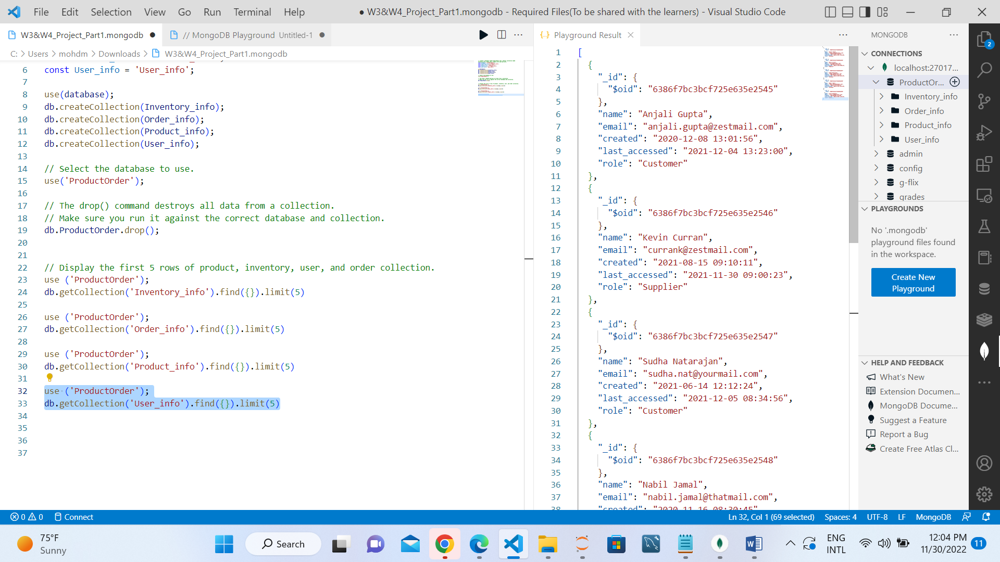 File Edit Selection View Go Run Terminal Help
● W3&W4_Project_Part1.mongodb - Required Files(To be shared with the learners) - Visual Studio Code
W3&W4_Project_Part1.mongodb ●
// MongoDB Playground Untitled-1 ●
C: > Users > mohdm > Downloads > W3&W4_Project_Part1.mongodb
6 const User_info = 'User_info';
7
8 use(database);
9 db.createCollection(Inventory_info);
10 db.createCollection(Order_info);
11 db.createCollection(Product_info);
12 db.createCollection(User_info);
13
14 // Select the database to use.
15 use('ProductOrder');
16
17 // The drop() command destroys all data from a collection.
18 // Make sure you run it against the correct database and collection.
19 db.ProductOrder.drop();
20
21
22 // Display the first 5 rows of product, inventory, user, and order collection.
23 use ('ProductOrder');
24 db.getCollection('Inventory_info').find({}).limit(5)
25
26 use ('ProductOrder');
27 db.getCollection('Order_info').find({}).limit(5)
28
29 use ('ProductOrder');
30 db.getCollection('Product_info').find({}).limit(5)
31
32 use ('ProductOrder');
33 db.getCollection('User_info').find({}).limit(5)
34
35
36
37
Playground Result
1 [
2 {
3 "_id": {
4 "$oid": "6386f7bc3bcf725e635e2545"
5 },
6 "name": "Anjali Gupta",
7 "email": "anjali.gupta@zestmail.com",
8 "created": "2020-12-08 13:01:56",
9 "last_accessed": "2021-12-04 13:23:00",
10 "role": "Customer"
11 },
12 {
13 "_id": {
14 "$oid": "6386f7bc3bcf725e635e2546"
15 },
16 "name": "Kevin Curran",
17 "email": "currank@zestmail.com",
18 "created": "2021-08-15 09:10:11",
19 "last_accessed": "2021-11-30 09:00:23",
20 "role": "Supplier"
21 },
22 {
23 "_id": {
24 "$oid": "6386f7bc3bcf725e635e2547"
25 },
26 "name": "Sudha Natarajan",
27 "email": "sudha.nat@yourmail.com",
28 "created": "2021-06-14 12:12:24",
29 "last_accessed": "2021-12-05 08:34:56",
30 "role": "Customer"
31 },
32 {
33 "_id": {
34 "$oid": "6386f7bc3bcf725e635e2548"
35 },
36 "name": "Nabil Jamal",
37 "email": "nabil.jamal@thatmail.com",
38 "created": "2020-11-16 08:30:45"
MONGODB
CONNECTIONS
localhost:27017...
ProductOr...
Inventory_info
Order_info
Product_info
User_info
admin
config
g-flix
grades
PLAYGROUNDS
No '.mongodb'
playground files found
in the workspace.
Create New
Playground
HELP AND FEEDBACK
What's New
Extension Documen...
MongoDB Docume...
Suggest a Feature
Report a Bug
Create Free Atlas Cl...
2
0 0 Connect
Ln 32, Col 1 (69 selected) Spaces: 4 UTF-8 LF MongoDB
75°F
Sunny
Search
ENG
INTL
12:04 PM
11/30/2022
11